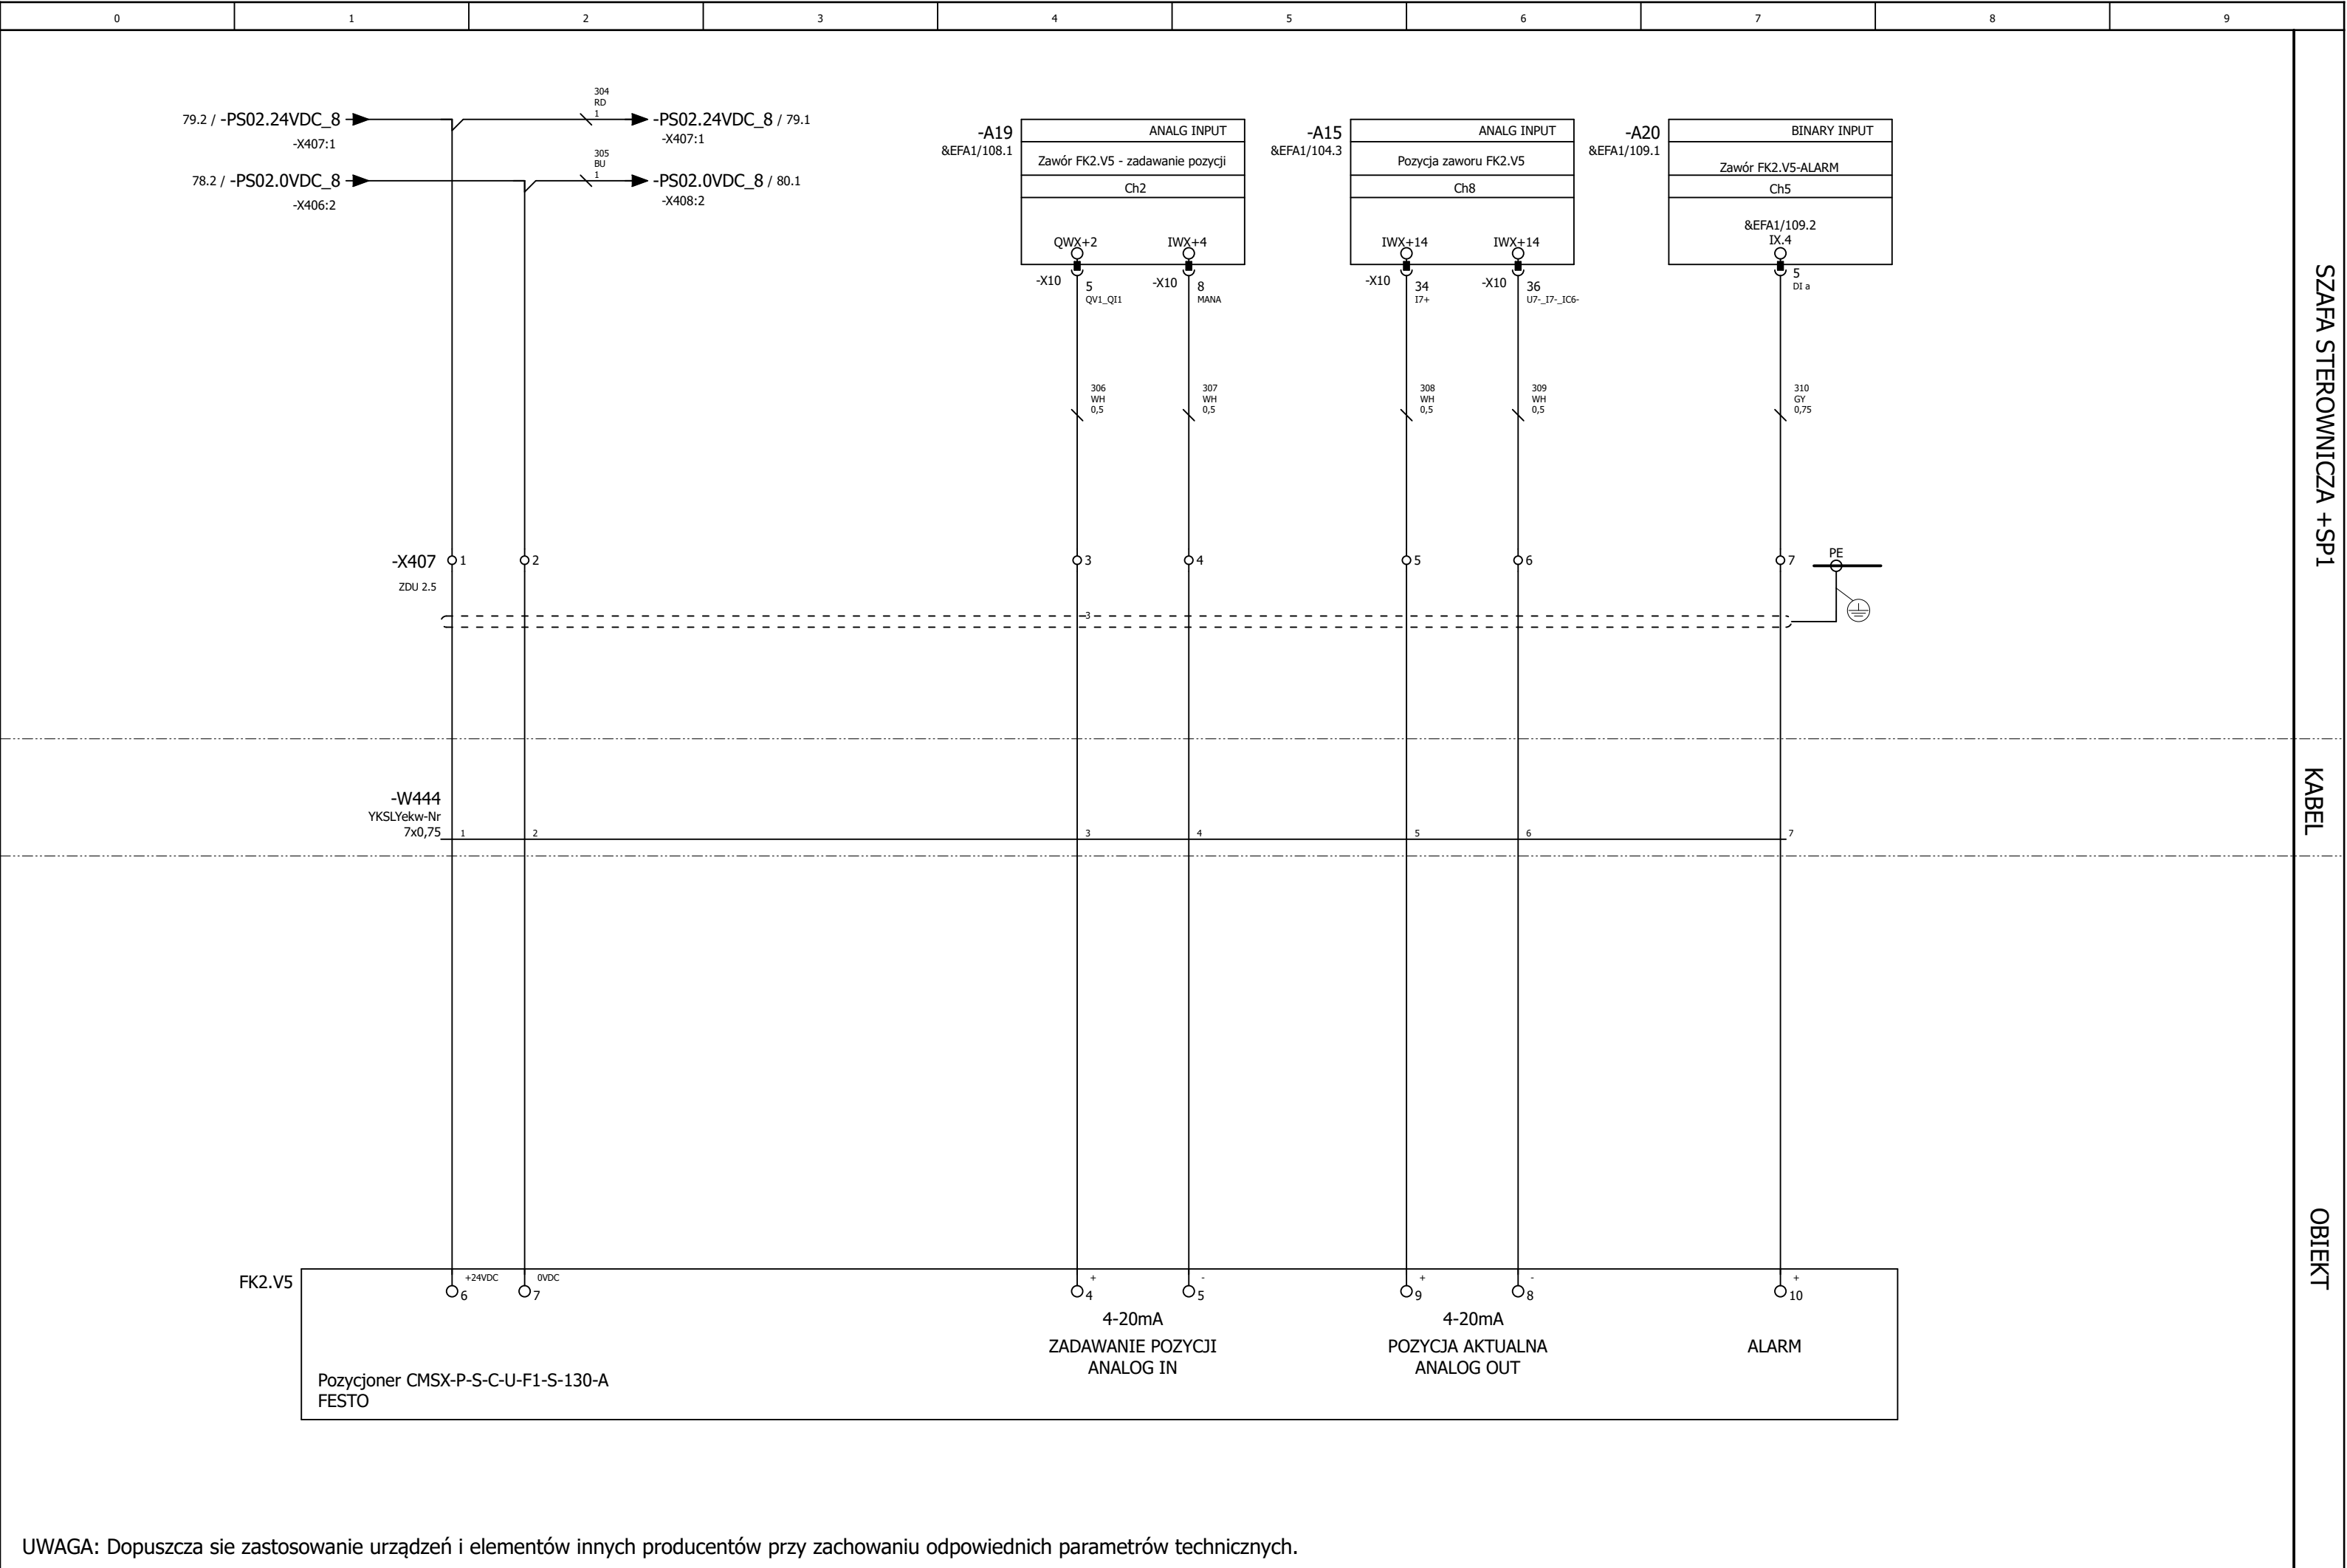 0 1 2 3 4 5 6 7 8 9
79.2 / -PS02.24VDC_8
-X407:1
304
RD
1
-PS02.24VDC_8 / 79.1
-X407:1
78.2 / -PS02.0VDC_8
-X406:2
305
BU
1
-PS02.0VDC_8 / 80.1
-X408:2
-A19
&EFA1/108.1
ANALG INPUT
Zawór FK2.V5 - zadawanie pozycji
Ch2
QWX+2 IWX+4
-X10 5 -X10 8
QV1_QI1 MANA
-A15
&EFA1/104.3
ANALG INPUT
Pozycja zaworu FK2.V5
Ch8
IWX+14 IWX+14
-X10 34 -X10 36
I7+ U7-_I7-_IC6-
-A20
&EFA1/109.1
BINARY INPUT
Zawór FK2.V5-ALARM
Ch5
&EFA1/109.2
IX.4
5
DI a
306
WH
0,5
307
WH
0,5
308
WH
0,5
309
WH
0,5
310
GY
0,75
-X407 1 2 3 4 5 6 7 PE
ZDU 2.5
3
SZAFA STEROWNICZA +SP1
-W444
YKSLYekw-Nr
7x0,75 1 2 3 4 5 6 7
KABEL
OBIEKT
FK2.V5
+24VDC 0VDC + - + - +
6 7 4 5 9 8 10
4-20mA
ZADAWANIE POZYCJI
ANALOG IN
4-20mA
POZYCJA AKTUALNA
ANALOG OUT
ALARM
Pozycjoner CMSX-P-S-C-U-F1-S-130-A
FESTO
UWAGA: Dopuszcza sie zastosowanie urządzeń i elementów innych producentów przy zachowaniu odpowiednich parametrów technicznych.